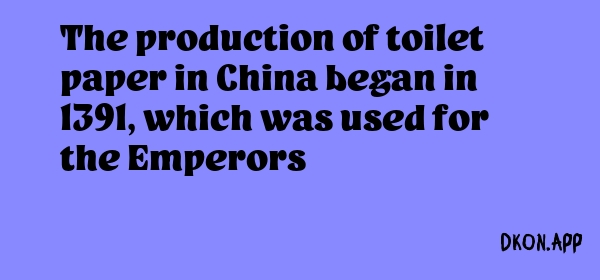 The production of toilet
paper in China began in
1391, which was used for
the Emperors
DKON.APP